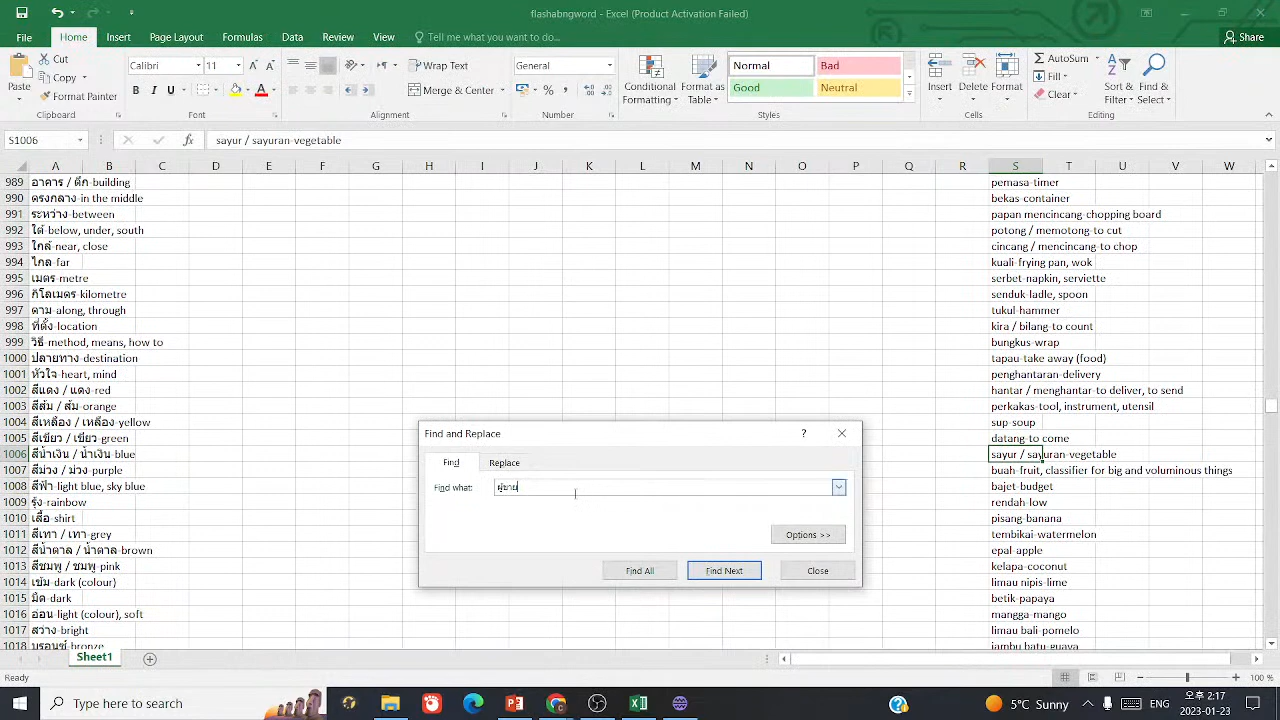 flashabngword - Excel (Product Activation Failed)
File Home Insert Page Layout Formulas Data Review View Tell me what you want to do... Share
Cut
Copy
Format Painter
Paste
Clipboard
Calibri 11
B I U
Font
Wrap Text
Merge & Center
Alignment
General
Number
Conditional Formatting
Format as Table
Normal Bad
Good Neutral
Styles
Insert Delete Format
Cells
AutoSum
Fill
Clear
Sort & Filter
Find & Select
Editing
S1006 fx sayur / sayuran-vegetable
A B C D E F G H I J K L M N O P Q R S T U V W
989 อาคาร / ตึก-building pemasa-timer
990 ตรงกลาง-in the middle bekas-container
991 ระหว่าง-between papan mencincang-chopping board
992 ใต้-below, under, south potong / memotong-to cut
993 ใกล้-near, close cincang / mencincang-to chop
994 ไกล-far kuali-frying pan, wok
995 เมตร-metre serbet-napkin, serviette
996 กิโลเมตร-kilometre senduk-ladle, spoon
997 ตาม-along, through tukul-hammer
998 ที่ตั้ง-location kira / bilang-to count
999 วิธี-method, means, how to bungkus-wrap
1000 ปลายทาง-destination tapau-take away (food)
1001 หัวใจ-heart, mind penghantaran-delivery
1002 สีแดง / แดง-red hantar / menghantar-to deliver, to send
1003 สีส้ม / ส้ม-orange perkakas-tool, instrument, utensil
1004 สีเหลือง / เหลือง-yellow sup-soup
1005 สีเขียว / เขียว-green datang-to come
1006 สีน้ำเงิน / น้ำเงิน-blue sayur / sayuran-vegetable
1007 สีม่วง / ม่วง-purple buah-fruit, classifier for big and voluminous things
1008 สีฟ้า-light blue, sky blue bajet-budget
1009 รุ้ง-rainbow rendah-low
1010 เสื้อ-shirt pisang-banana
1011 สีเทา / เทา-grey tembikai-watermelon
1012 สีน้ำตาล / น้ำตาล-brown epal-apple
1013 สีชมพู / ชมพู-pink kelapa-coconut
1014 เข้ม-dark (colour) limau nipis-lime
1015 มืด-dark betik-papaya
1016 อ่อน-light (colour), soft mangga-mango
1017 สว่าง-bright limau bali-pomelo
1018 บรอนซ์-bronze jambu batu-guava
Find and Replace ?
Find Replace
Find what: ผู้ขาย
Options >>
Find All Find Next Close
Sheet1
Ready 100 %
Type here to search
5°C Sunny
오후 2:17
2023-01-23